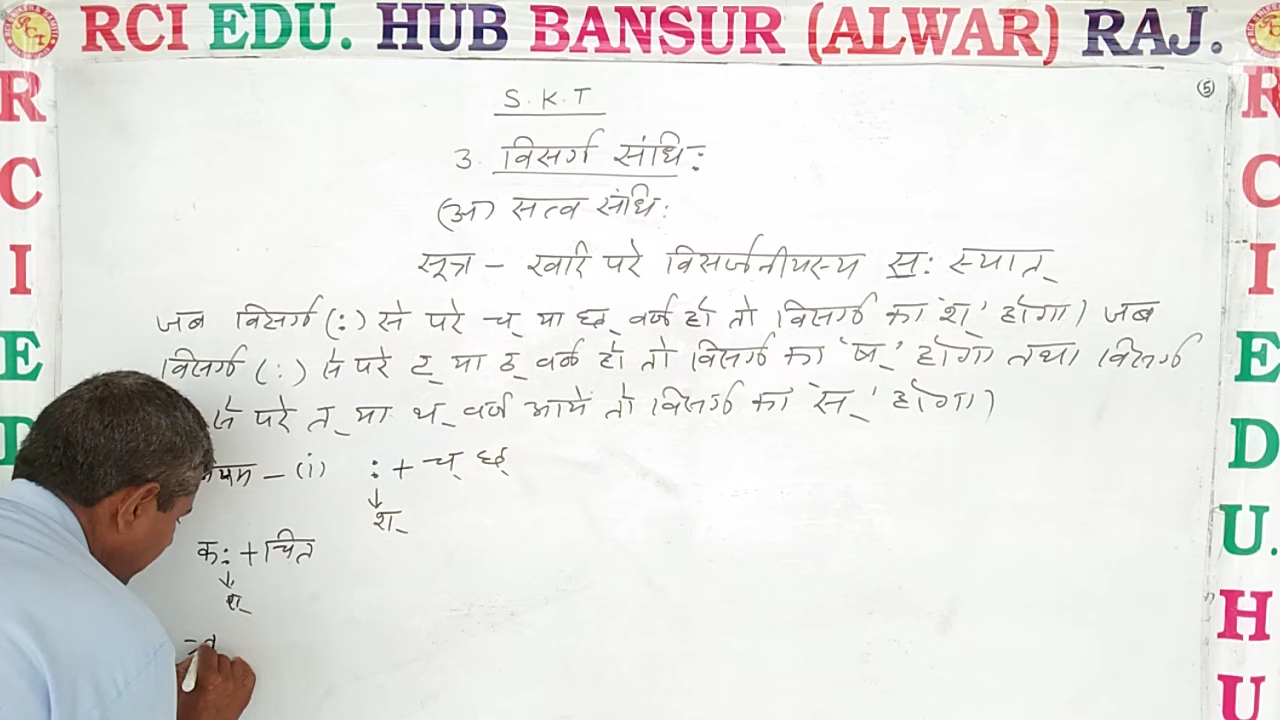 RCI EDU. HUB BANSUR (ALWAR) RAJ.
S.K.T
5
3. विसर्ग संधि :
(अ) सत्व संधि :
सूत्र - खरि परे विसर्जनीयस्य स: स्यात्
जब विसर्ग (:) से परे च् या छ् वर्ण हो तो विसर्ग का 'श्' होगा। जब
विसर्ग (:) से परे ट् या ठ् वर्ण हो तो विसर्ग का 'ष्' होगा तथा विसर्ग
से परे त् या थ् वर्ण आये तो विसर्ग का 'स्' होगा।
- (i) : + च् छ्
↓
श्
क: + चित
↓
श्
=
R
C
I
E
D
R
C
I
E
D
U.
H
U